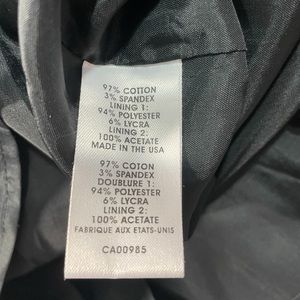 97% COTTON
3% SPANDEX
LINING 1:
94% POLYESTER
6% LYCRA
LINING 2:
100% ACETATE
MADE IN THE USA
97% COTON
3% SPANDEX
DOUBLURE 1:
94% POLYESTER
6% LYCRA
LINING 2:
100% ACETATE
FABRIQUE AUX ETATS-UNIS
CA00985